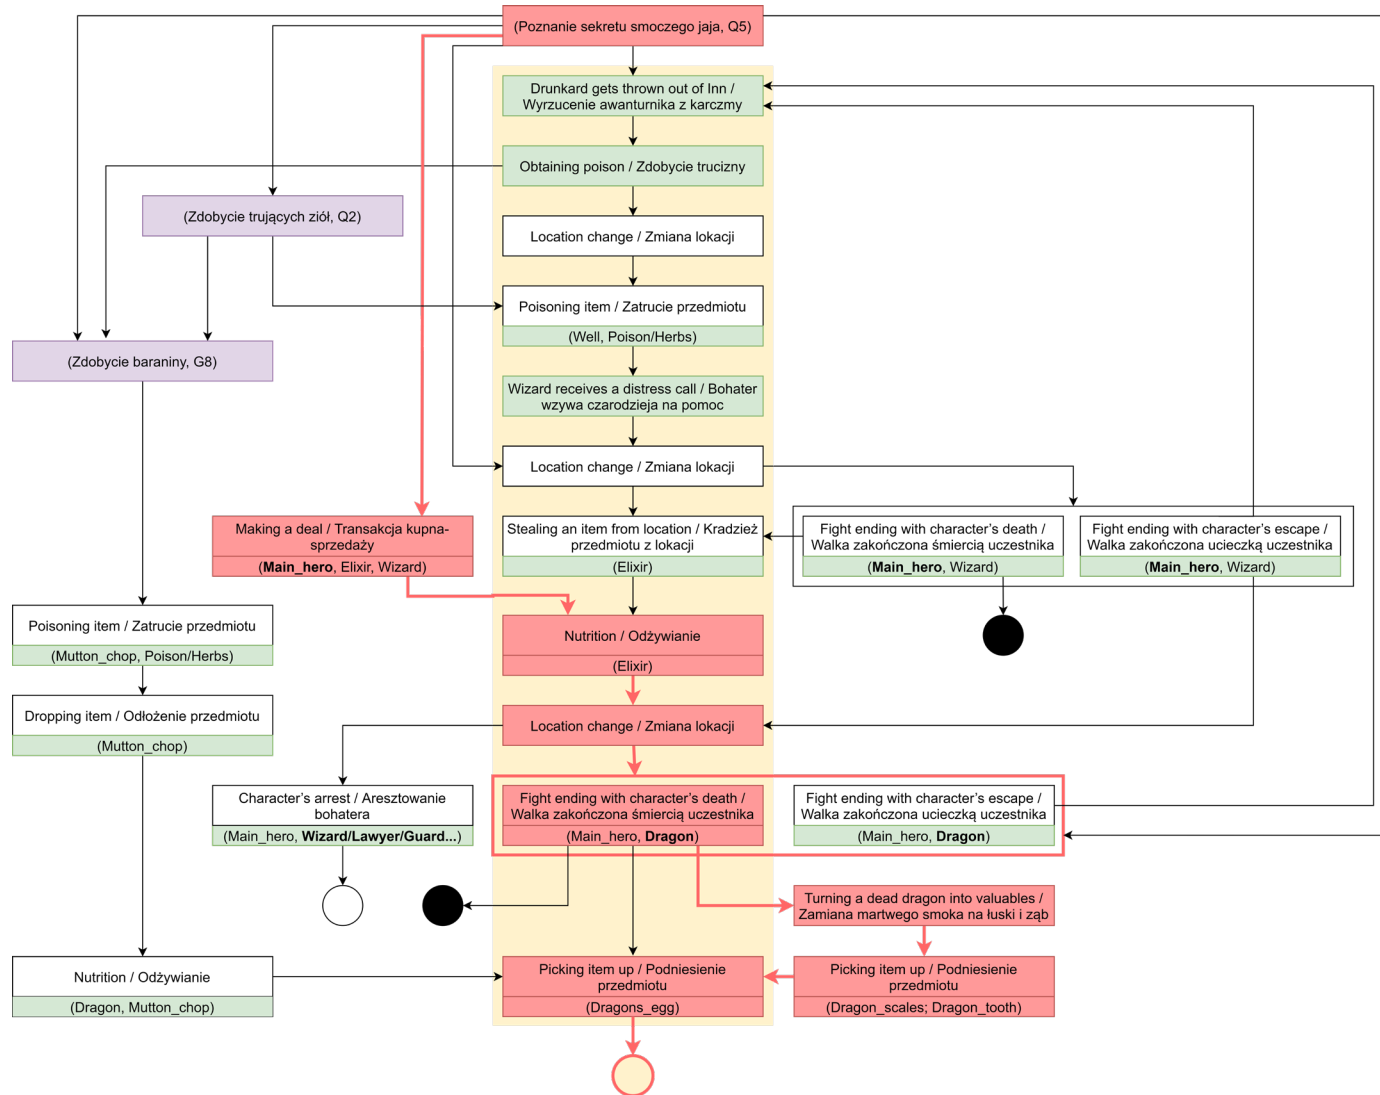 (Poznanie sekretu smoczego jaja, Q5)
Drunkard gets thrown out of Inn /
Wyrzucenie awanturnika z karczmy
Obtaining poison / Zdobycie trucizny
(Zdobycie trujących ziół, Q2)
Location change / Zmiana lokacji
Poisoning item / Zatrucie przedmiotu
(Well, Poison/Herbs)
(Zdobycie baraniny, G8)
Wizard receives a distress call / Bohater
wzywa czarodzieja na pomoc
Location change / Zmiana lokacji
Making a deal / Transakcja kupna-
sprzedaży
(Main_hero, Elixir, Wizard)
Stealing an item from location / Kradzież
przedmiotu z lokacji
(Elixir)
Fight ending with character's death /
Walka zakończona śmiercią uczestnika
(Main_hero, Wizard)
Fight ending with character's escape /
Walka zakończona ucieczką uczestnika
(Main_hero, Wizard)
Poisoning item / Zatrucie przedmiotu
(Mutton_chop, Poison/Herbs)
Nutrition / Odżywianie
(Elixir)
Dropping item / Odłożenie przedmiotu
(Mutton_chop)
Location change / Zmiana lokacji
Character's arrest / Aresztowanie
bohatera
(Main_hero, Wizard/Lawyer/Guard...)
Fight ending with character's death /
Walka zakończona śmiercią uczestnika
(Main_hero, Dragon)
Fight ending with character's escape /
Walka zakończona ucieczką uczestnika
(Main_hero, Dragon)
Turning a dead dragon into valuables /
Zamiana martwego smoka na łuski i ząb
Nutrition / Odżywianie
(Dragon, Mutton_chop)
Picking item up / Podniesienie
przedmiotu
(Dragons_egg)
Picking item up / Podniesienie
przedmiotu
(Dragon_scales; Dragon_tooth)